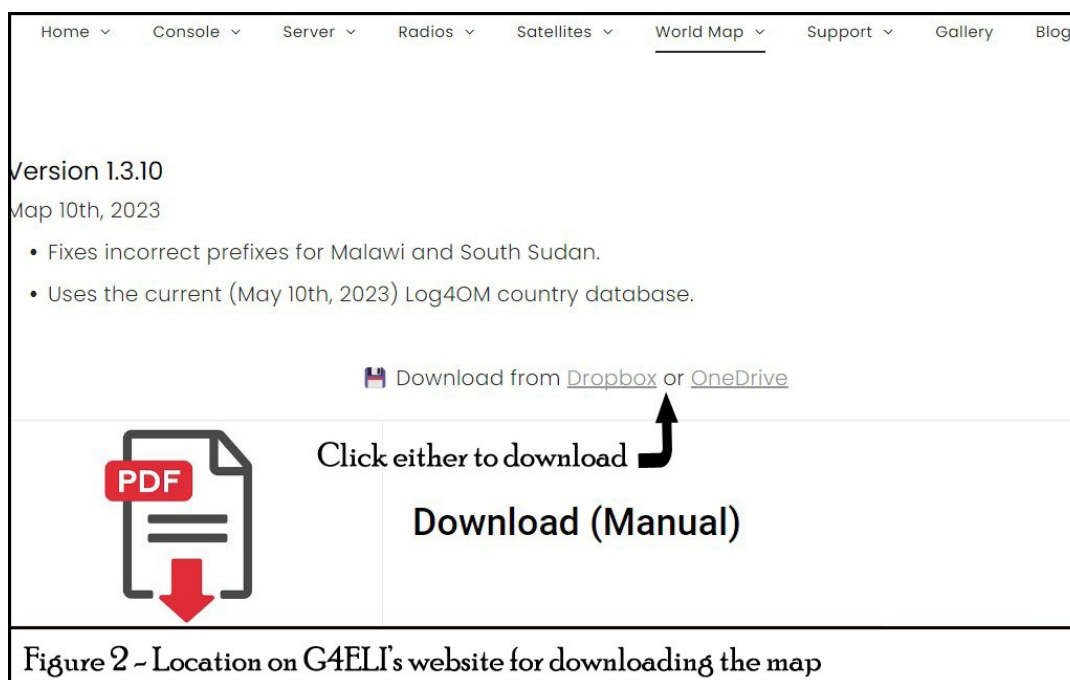 Home Console Server Radios Satellites World Map Support Gallery Blog
Version 1.3.10
Map 10th, 2023
• Fixes incorrect prefixes for Malawi and South Sudan.
• Uses the current (May 10th, 2023) Log4OM country database.
Download from Dropbox or OneDrive
Click either to download
PDF
Download (Manual)
Figure 2 ~ Location on G4ELI's website for downloading the map